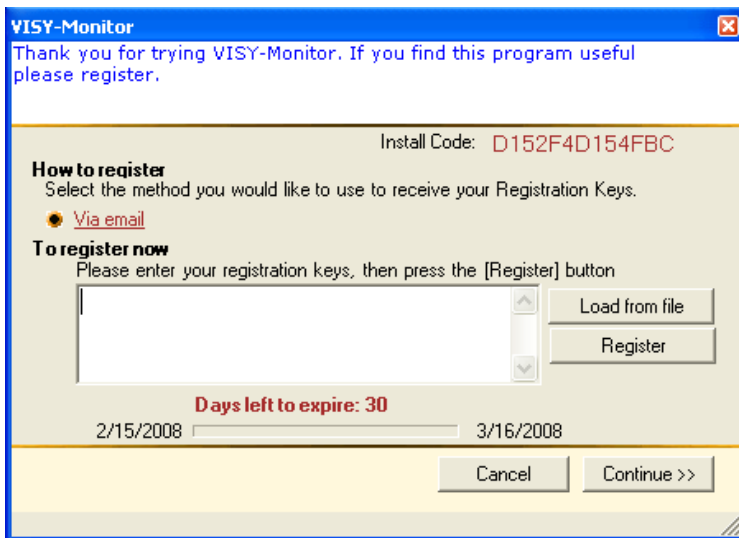 VISY-Monitor
Thank you for trying VISY-Monitor. If you find this program useful
please register.
Install Code: D152F4D154FBC
How to register
Select the method you would like to use to receive your Registration Keys.
Via email
To register now
Please enter your registration keys, then press the [Register] button
Load from file
Register
Days left to expire: 30
2/15/2008 3/16/2008
Cancel Continue >>